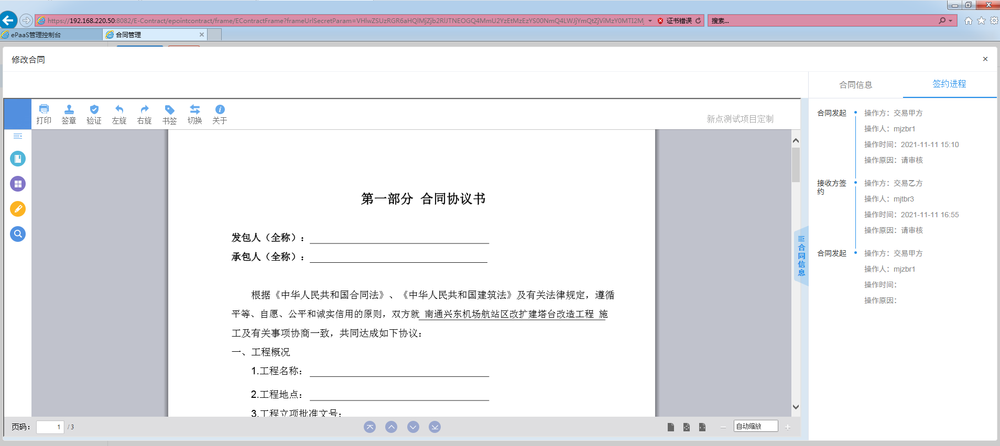 https://192.168.220.50:8082/E-Contract/epointcontract/frame/EContractFrame?frameUrlSecretParam=
证书错误
搜索...
ePaaS管理控制台
合同管理
修改合同
合同信息
签约进程
打印
签章
验证
左旋
右旋
书签
切换
关于
新点测试项目定制
第一部分 合同协议书
发包人（全称）：
承包人（全称）：
根据《中华人民共和国合同法》、《中华人民共和国建筑法》及有关法律规定，遵循
平等、自愿、公平和诚实信用的原则，双方就 南通兴东机场航站区改扩建塔台改造工程 施
工及有关事项协商一致，共同达成如下协议：
一、工程概况
1.工程名称：
2.工程地点：
3.工程立项批准文号：
页码：
1
/ 3
自动缩放
合同信息
合同发起
操作方：交易甲方
操作人：mjzbr1
操作时间：2021-11-11 15:10
操作原因：请审核
接收方签
约
操作方：交易乙方
操作人：mjtbr3
操作时间：2021-11-11 16:55
操作原因：请审核
合同发起
操作方：交易甲方
操作人：mjzbr1
操作时间：
操作原因：